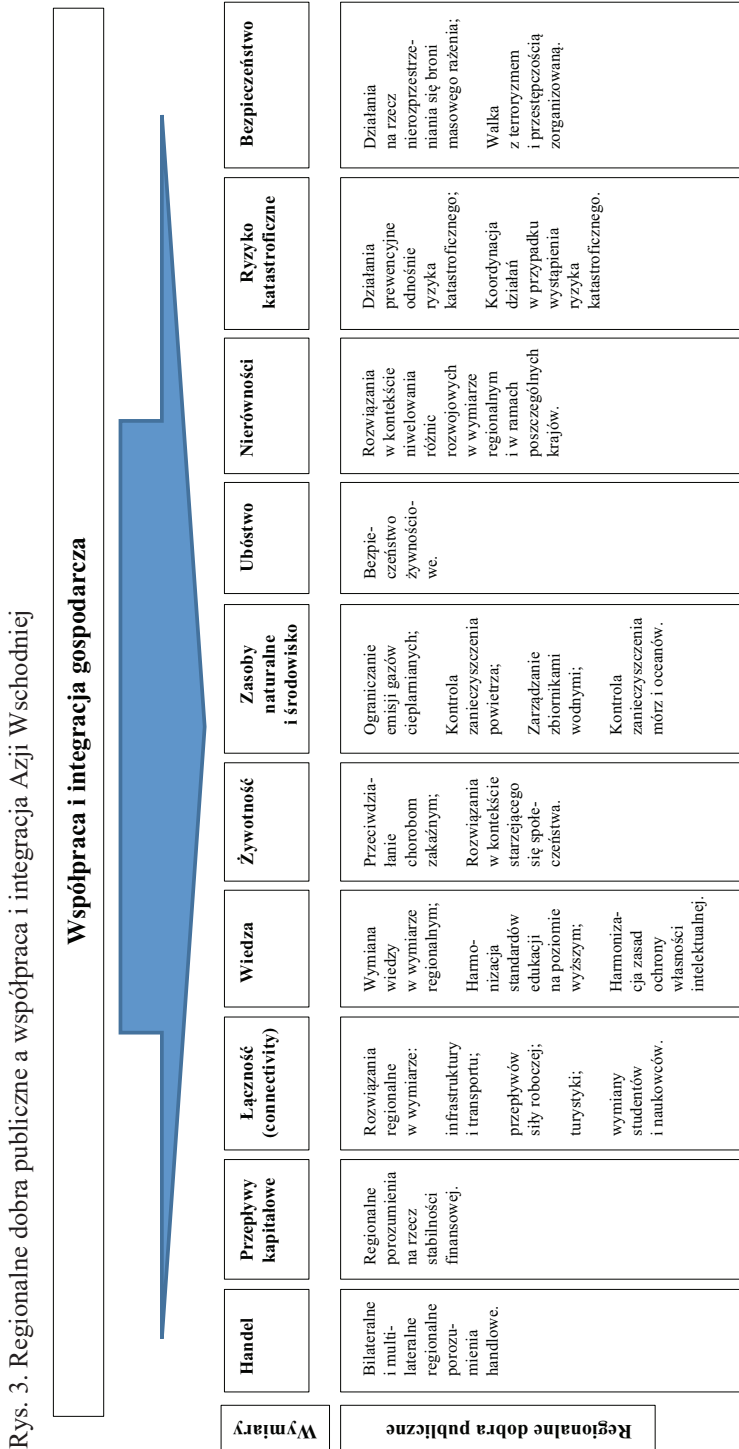 Rys. 3. Regionalne dobra publiczne a współpraca i integracja Azji Wschodniej
Współpraca i integracja gospodarcza
Wymiary
Handel
Przepływy
kapitałowe
Łączność
(connectivity)
Wiedza
Żywotność
Zasoby
naturalne
i środowisko
Ubóstwo
Nierówności
Ryzyko
katastroficzne
Bezpieczeństwo
Regionalne dobra publiczne
Bilateralne
i multi-
lateralne
regionalne
porozu-
mienia
handlowe.
Regionalne
porozumienia
na rzecz
stabilności
finansowej.
Rozwiązania
regionalne
w wymiarze:
infrastruktury
i transportu;
przepływów
siły roboczej;
turystyki;
wymiany
studentów
i naukowców.
Wymiana
wiedzy
w wymiarze
regionalnym;
Harmo-
nizacja
standardów
edukacji
na poziomie
wyższym;
Harmoniza-
cja zasad
ochrony
własności
intelektualnej.
Przeciwdzia-
łanie
chorobom
zakaźnym;
Rozwiązania
w kontekście
starzejącego
się społe-
czeństwa.
Ograniczanie
emisji gazów
cieplarnianych;
Kontrola
zanieczyszczenia
powietrza;
Zarządzanie
zbiornikami
wodnymi;
Kontrola
zanieczyszczenia
mórz i oceanów.
Bezpie-
czeństwo
żywnościo-
we.
Rozwiązania
w kontekście
niwelowania
różnic
rozwojowych
w wymiarze
regionalnym
i w ramach
poszczególnych
krajów.
Działania
prewencyjne
odnośnie
ryzyka
katastroficznego;
Koordynacja
działań
w przypadku
wystąpienia
ryzyka
katastroficznego.
Działania
na rzecz
nierozprzestrze-
niania się broni
masowego rażenia;
Walka
z terroryzmem
i przestępczością
zorganizowaną.